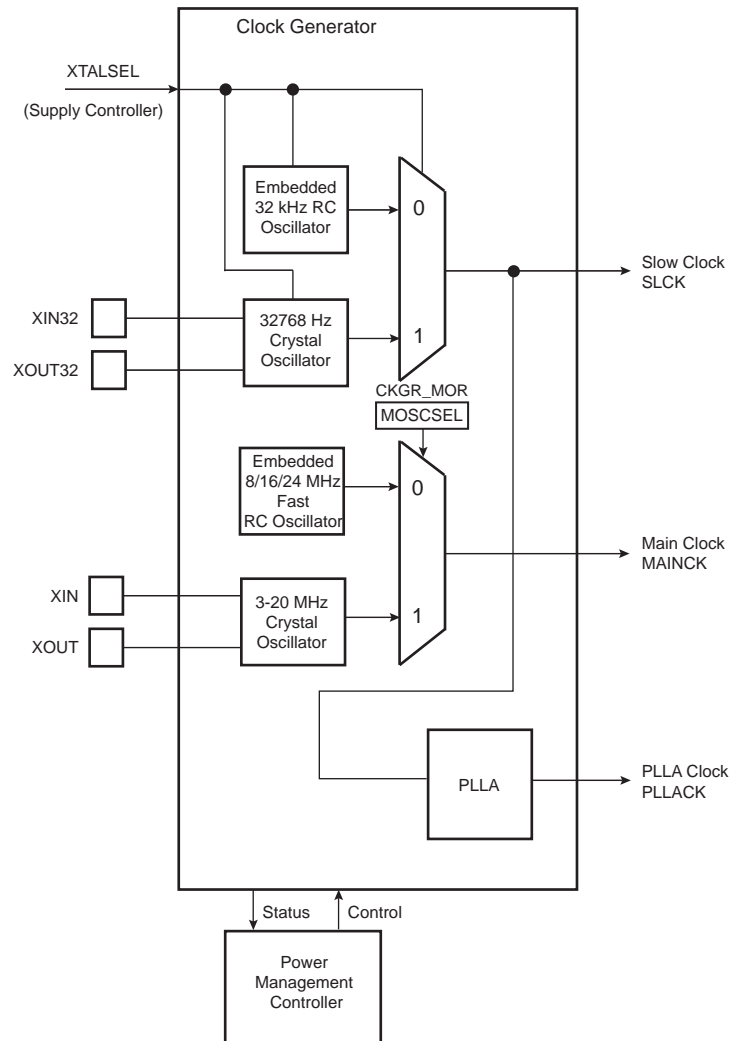 Clock Generator
XTALSEL
(Supply Controller)
Embedded
32 kHz RC
Oscillator
0
Slow Clock
SLCK
XIN32
XOUT32
32768 Hz
Crystal
Oscillator
1
CKGR_MOR
MOSCSEL
Embedded
8/16/24 MHz
Fast
RC Oscillator
0
Main Clock
MAINCK
XIN
XOUT
3-20 MHz
Crystal
Oscillator
1
PLLA
PLLA Clock
PLLACK
Status
Control
Power
Management
Controller